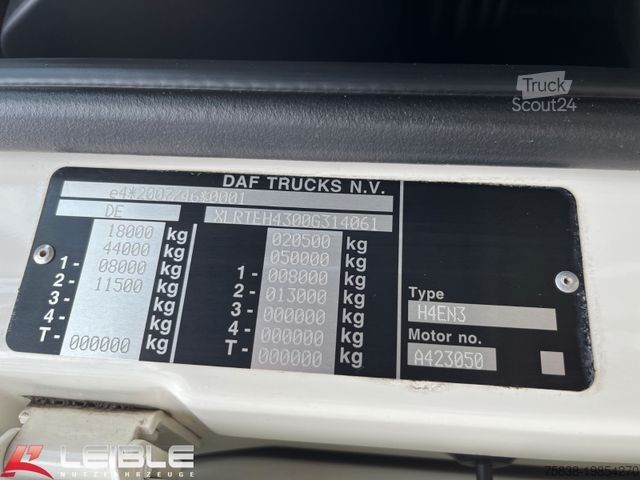 Truck
Scout24
DAF TRUCKS N.V.
e4*2007/46*0001
DE XLRTEH4300G314061
18000 kg 020500 kg
44000 kg 050000 kg
1- 08000 kg 1- 008000 kg
2- 11500 kg 2- 013000 kg
3- kg 3- 000000 kg
4- kg 4- 000000 kg
T- 000000 kg T- 000000 kg
Type
H4EN3
Motor no.
A423050
LEIBLE
NUTZFAHRZEUGE